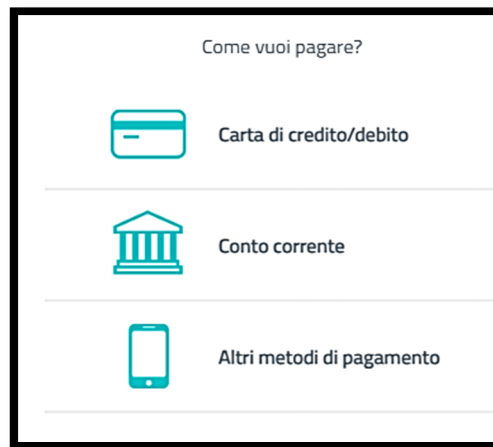 Come vuoi pagare?
Carta di credito/debito
Conto corrente
Altri metodi di pagamento